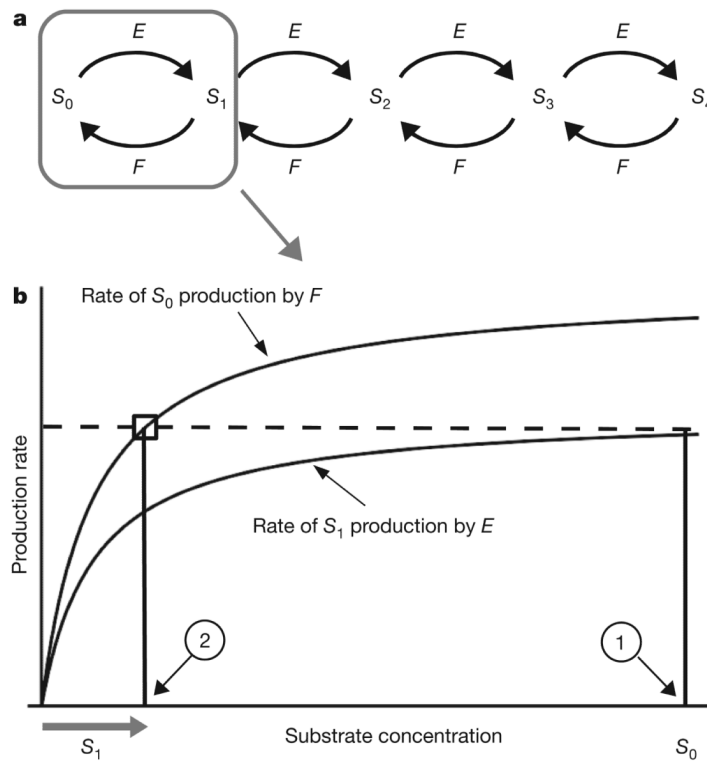 a
E E E E
S0 S1 S2 S3
F F F F
b
Rate of S0 production by F
Production rate
Rate of S1 production by E
2 1
S1 Substrate concentration S0